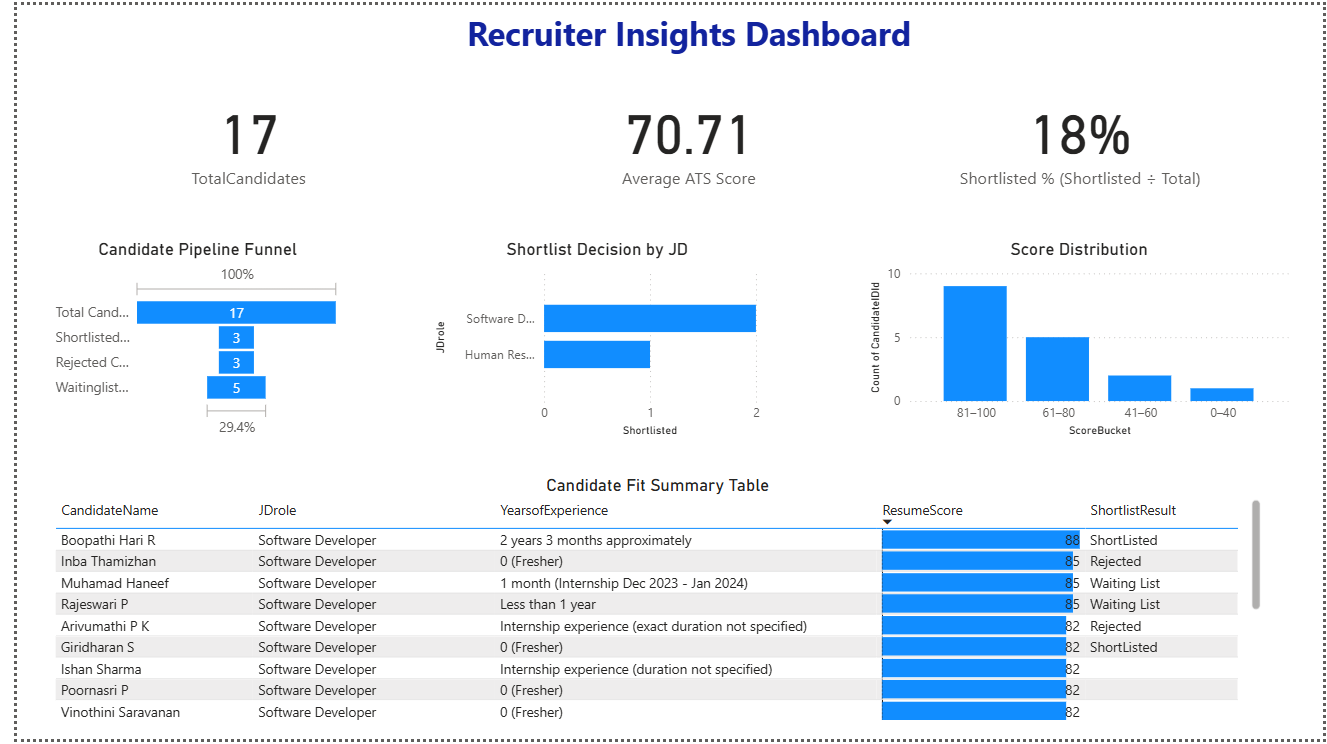 Recruiter Insights Dashboard
17
TotalCandidates
70.71
Average ATS Score
18%
Shortlisted % (Shortlisted ÷ Total)
Candidate Pipeline Funnel
100%
Total Cand... 17
Shortlisted... 3
Rejected C... 3
Waitinglist... 5
29.4%
Shortlist Decision by JD
JDrole
Software D...
Human Res...
0 1 2
Shortlisted
Score Distribution
Count of CandidateIDId
10
5
0
81–100 61–80 41–60 0–40
ScoreBucket
Candidate Fit Summary Table
CandidateName JDrole YearsofExperience ResumeScore ShortlistResult
Boopathi Hari R Software Developer 2 years 3 months approximately 88 ShortListed
Inba Thamizhan Software Developer 0 (Fresher) 85 Rejected
Muhamad Haneef Software Developer 1 month (Internship Dec 2023 - Jan 2024) 85 Waiting List
Rajeswari P Software Developer Less than 1 year 85 Waiting List
Arivumathi P K Software Developer Internship experience (exact duration not specified) 82 Rejected
Giridharan S Software Developer 0 (Fresher) 82 ShortListed
Ishan Sharma Software Developer Internship experience (duration not specified) 82
Poornasri P Software Developer 0 (Fresher) 82
Vinothini Saravanan Software Developer 0 (Fresher) 82